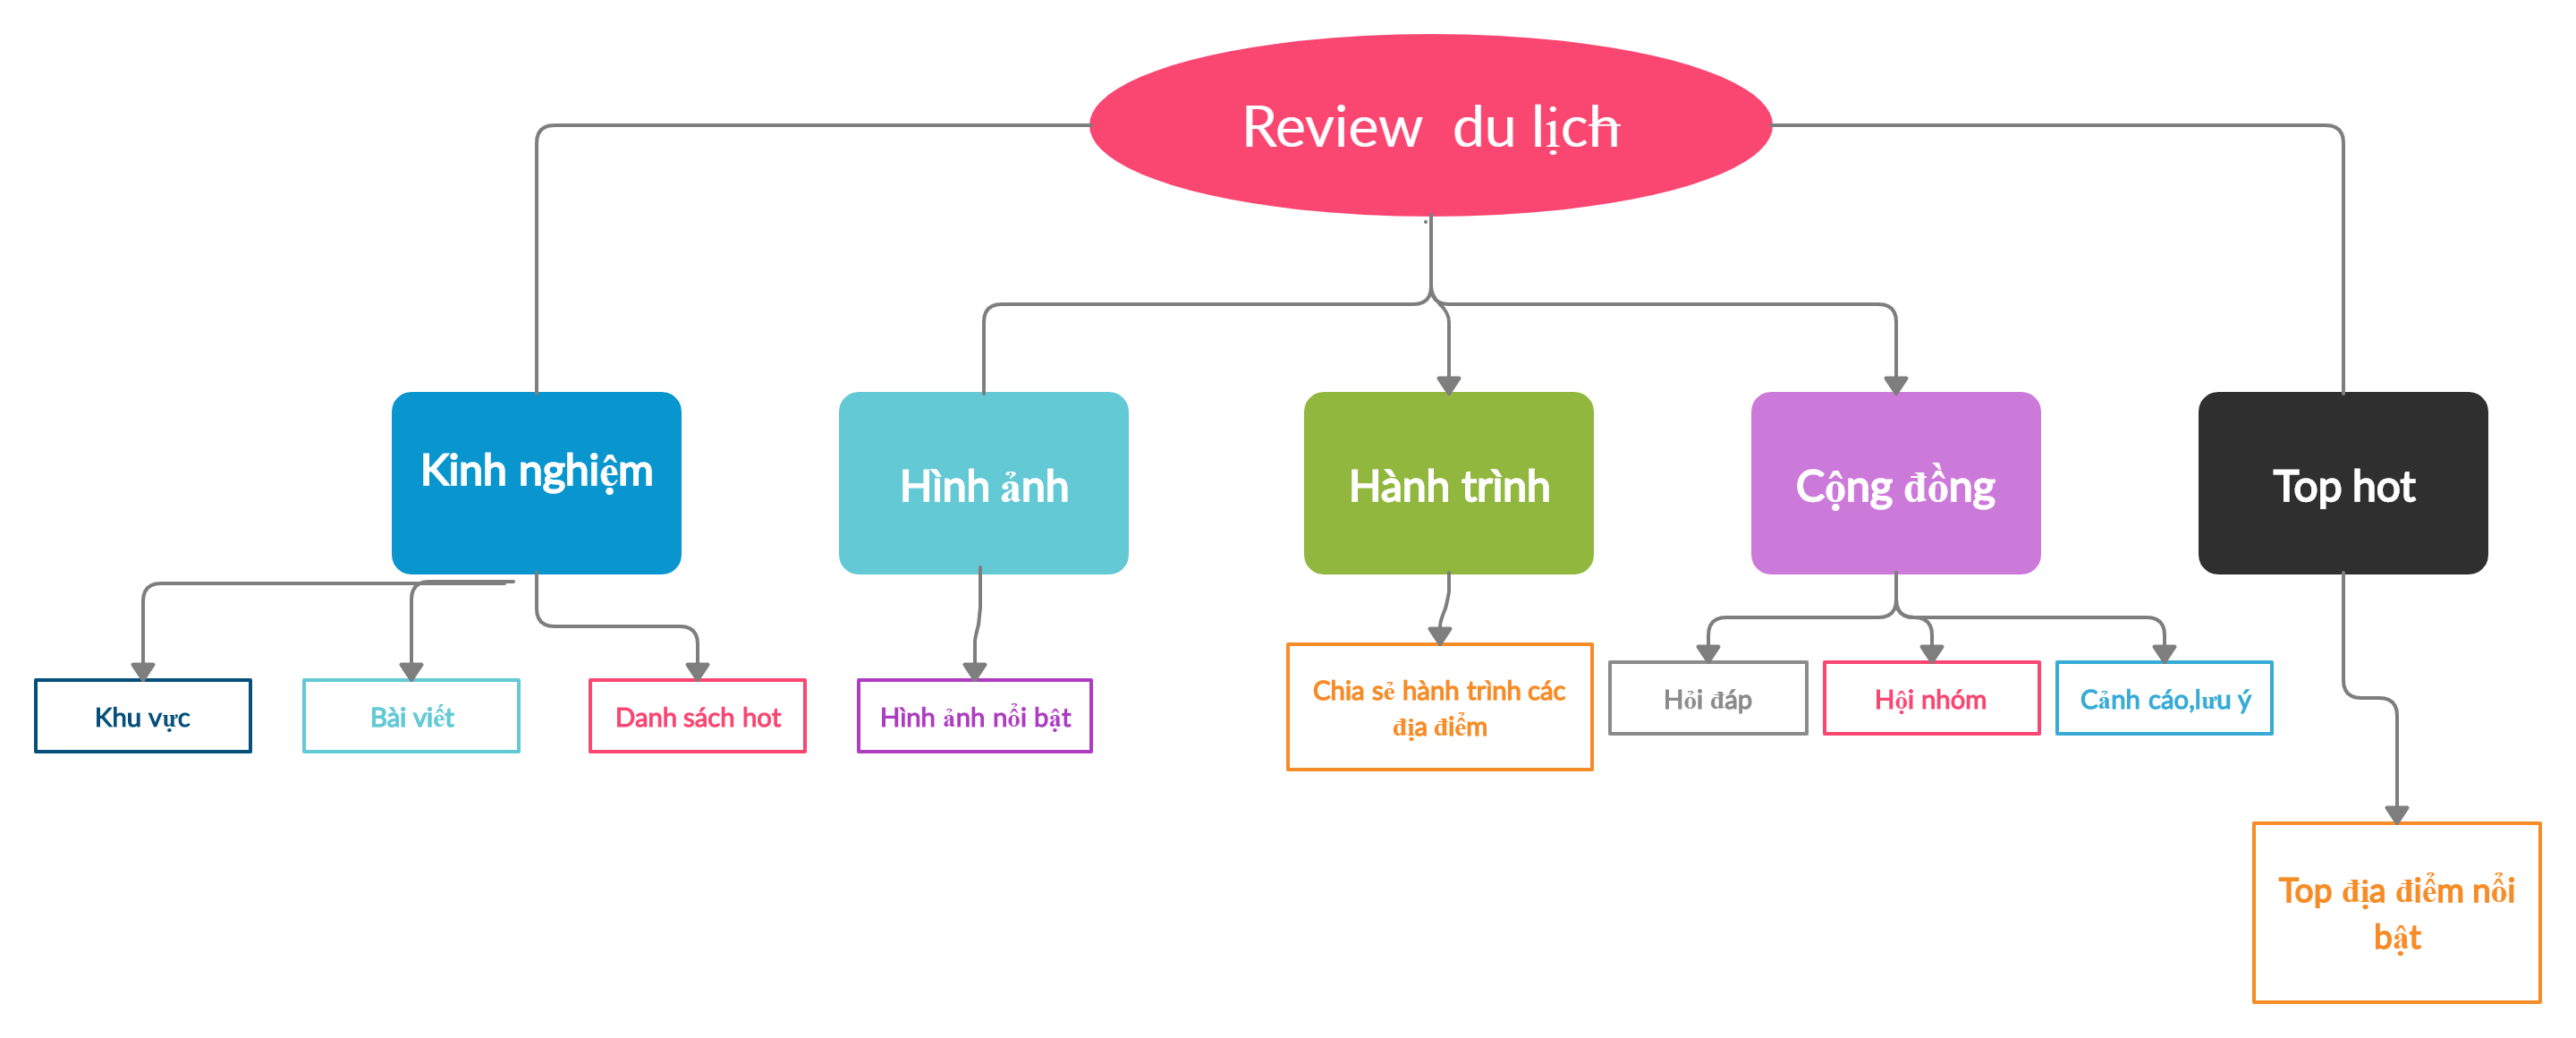 Review  du lịch
Kinh nghiệm
Hình ảnh
Hành trình
Cộng đồng
Top hot
Khu vực
Bài viết
Danh sách hot
Hình ảnh nổi bật
Chia sẻ hành trình các
địa điểm
Hỏi đáp
Hội nhóm
Cảnh cáo,lưu ý
Top địa điểm nổi
bật